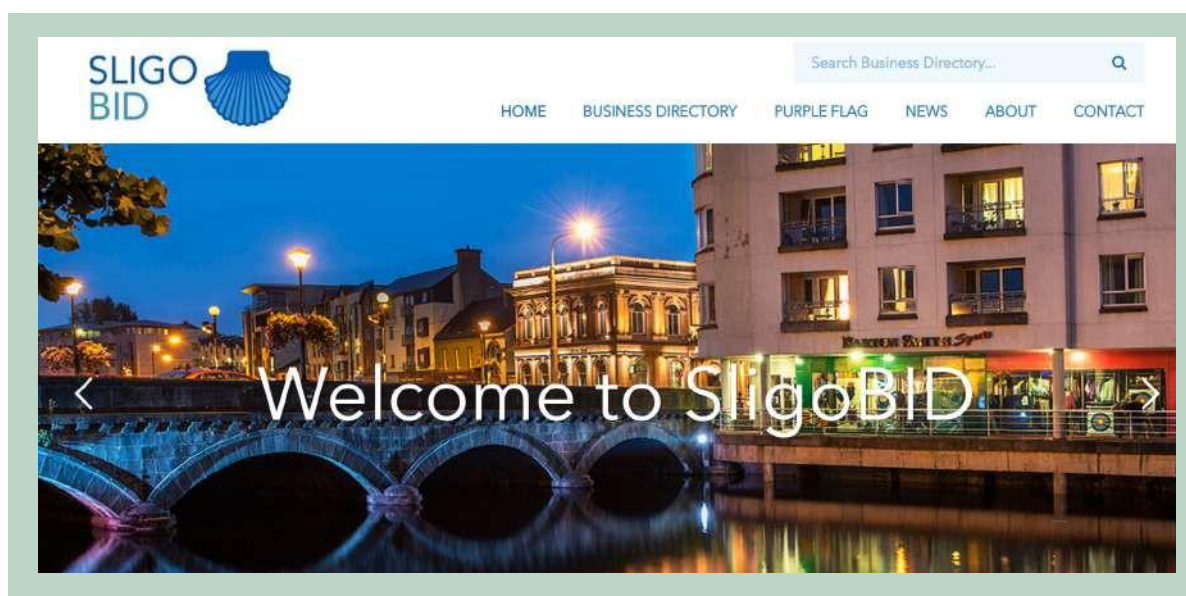 SLIGO
BID
Search Business Directory...
HOME BUSINESS DIRECTORY PURPLE FLAG NEWS ABOUT CONTACT
Welcome to SligoBID